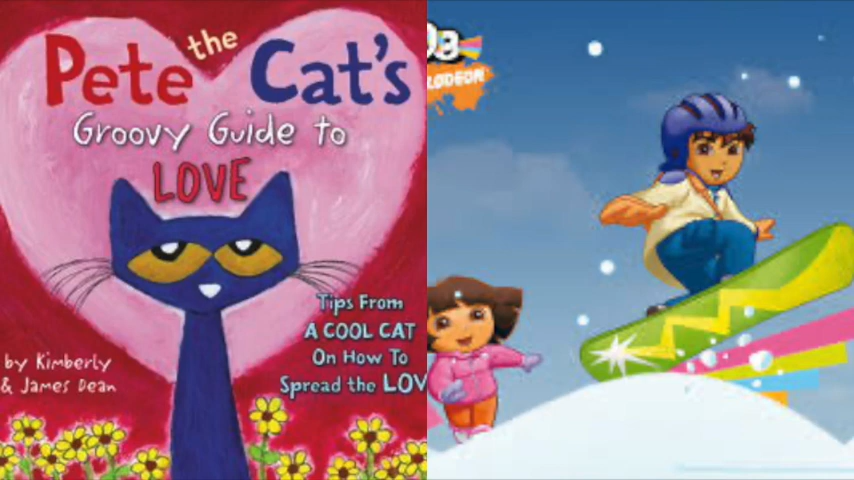 Pete the Cat's
Groovy Guide to
LOVE
Tips From
A COOL CAT
On How To
Spread the LOV
by Kimberly
& James Dean